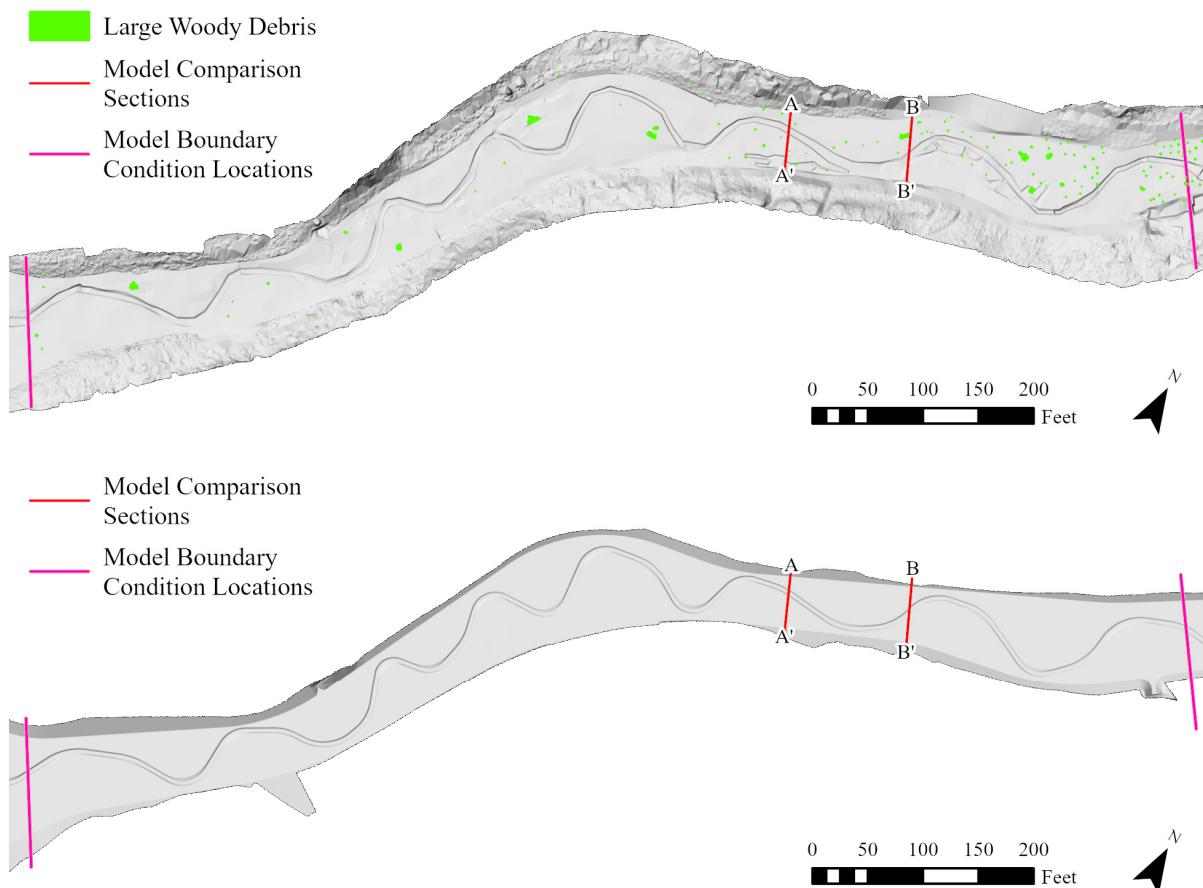 Large Woody Debris
Model Comparison
Sections
Model Boundary
Condition Locations
A
B
A'
B'
N
0 50 100 150 200
Feet
Model Comparison
Sections
Model Boundary
Condition Locations
A
B
A'
B'
N
0 50 100 150 200
Feet